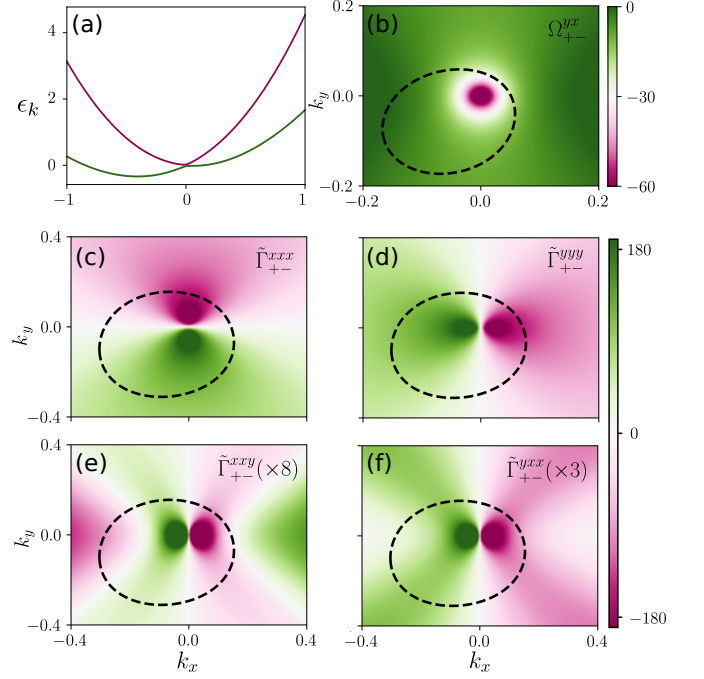 (a)
4
2
0
ϵ_k
−1
0
1
(b)
Ω^{yx}_{+−}
k_y
0.2
0.0
−0.2
−0.2
0.0
0.2
0
−30
−60
(c)
Γ̃^{xxx}_{+−}
k_y
0.4
0.0
−0.4
(d)
Γ̃^{yyy}_{+−}
(e)
Γ̃^{xxy}_{+−}(×8)
k_y
0.4
0.0
−0.4
−0.4
0.0
0.4
k_x
(f)
Γ̃^{yxx}_{+−}(×3)
−0.4
0.0
0.4
k_x
180
0
−180